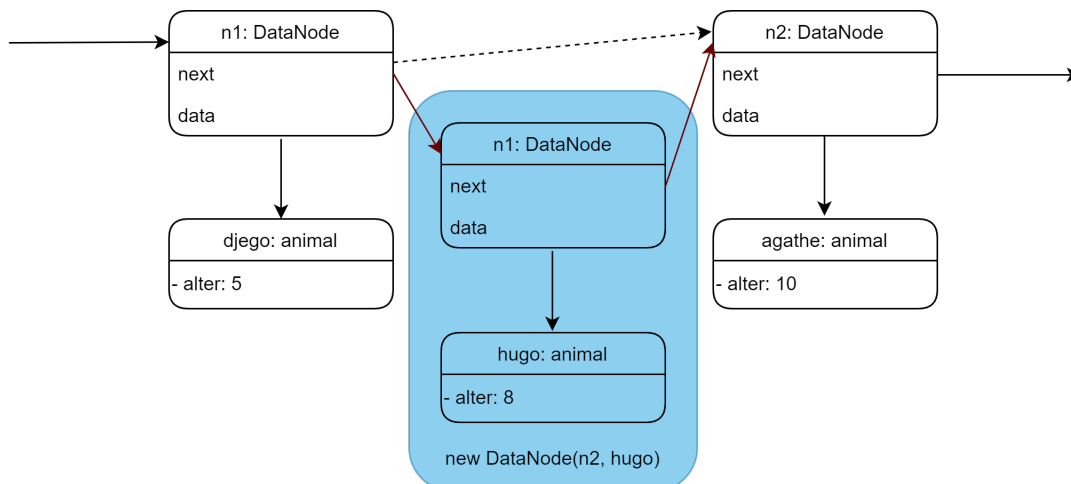 n1: DataNode
next
data
n2: DataNode
next
data
n1: DataNode
next
data
djego: animal
- alter: 5
agathe: animal
- alter: 10
hugo: animal
- alter: 8
new DataNode(n2, hugo)